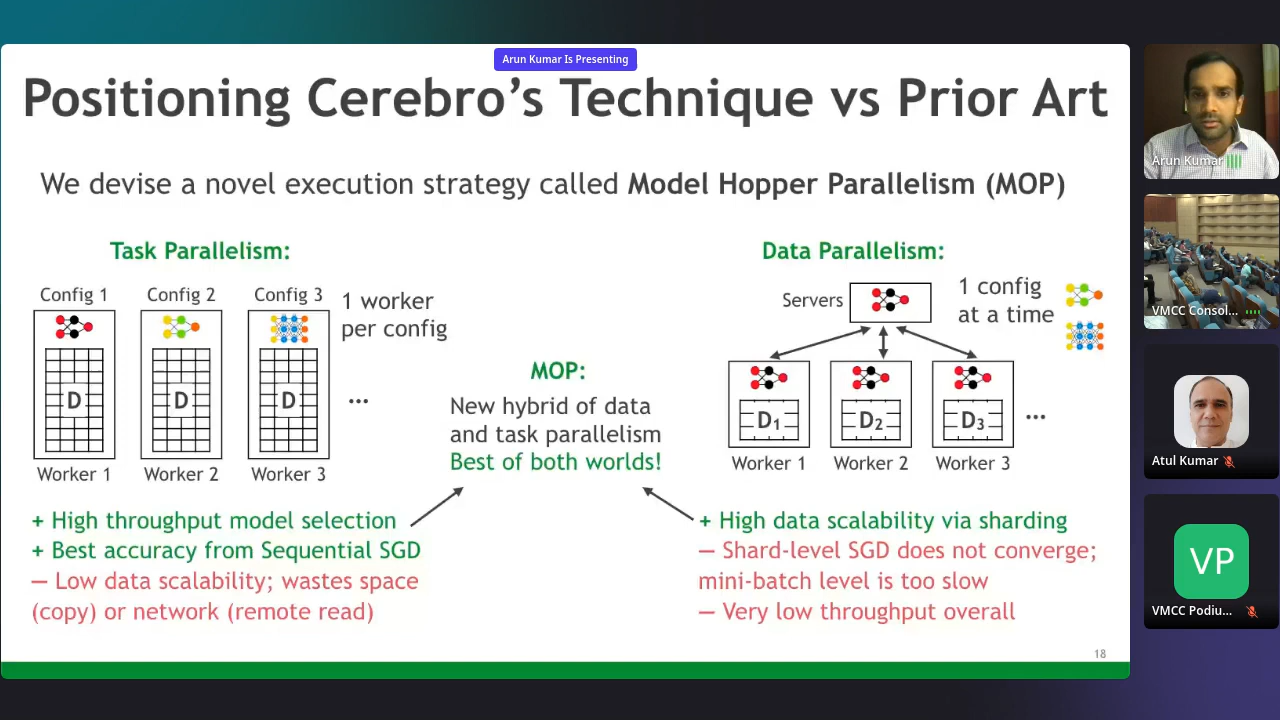 Arun Kumar Is Presenting
Positioning Cerebro's Technique vs Prior Art
We devise a novel execution strategy called Model Hopper Parallelism (MOP)
Task Parallelism:
Config 1
Config 2
Config 3
1 worker
per config
D
D
D
...
Worker 1
Worker 2
Worker 3
+ High throughput model selection
+ Best accuracy from Sequential SGD
— Low data scalability; wastes space
(copy) or network (remote read)
MOP:
New hybrid of data
and task parallelism
Best of both worlds!
Data Parallelism:
Servers
1 config
at a time
D1
D2
D3
...
Worker 1
Worker 2
Worker 3
+ High data scalability via sharding
— Shard-level SGD does not converge;
mini-batch level is too slow
— Very low throughput overall
18
Arun Kumar
VMCC Consol...
Atul Kumar
VP
VMCC Podiu...